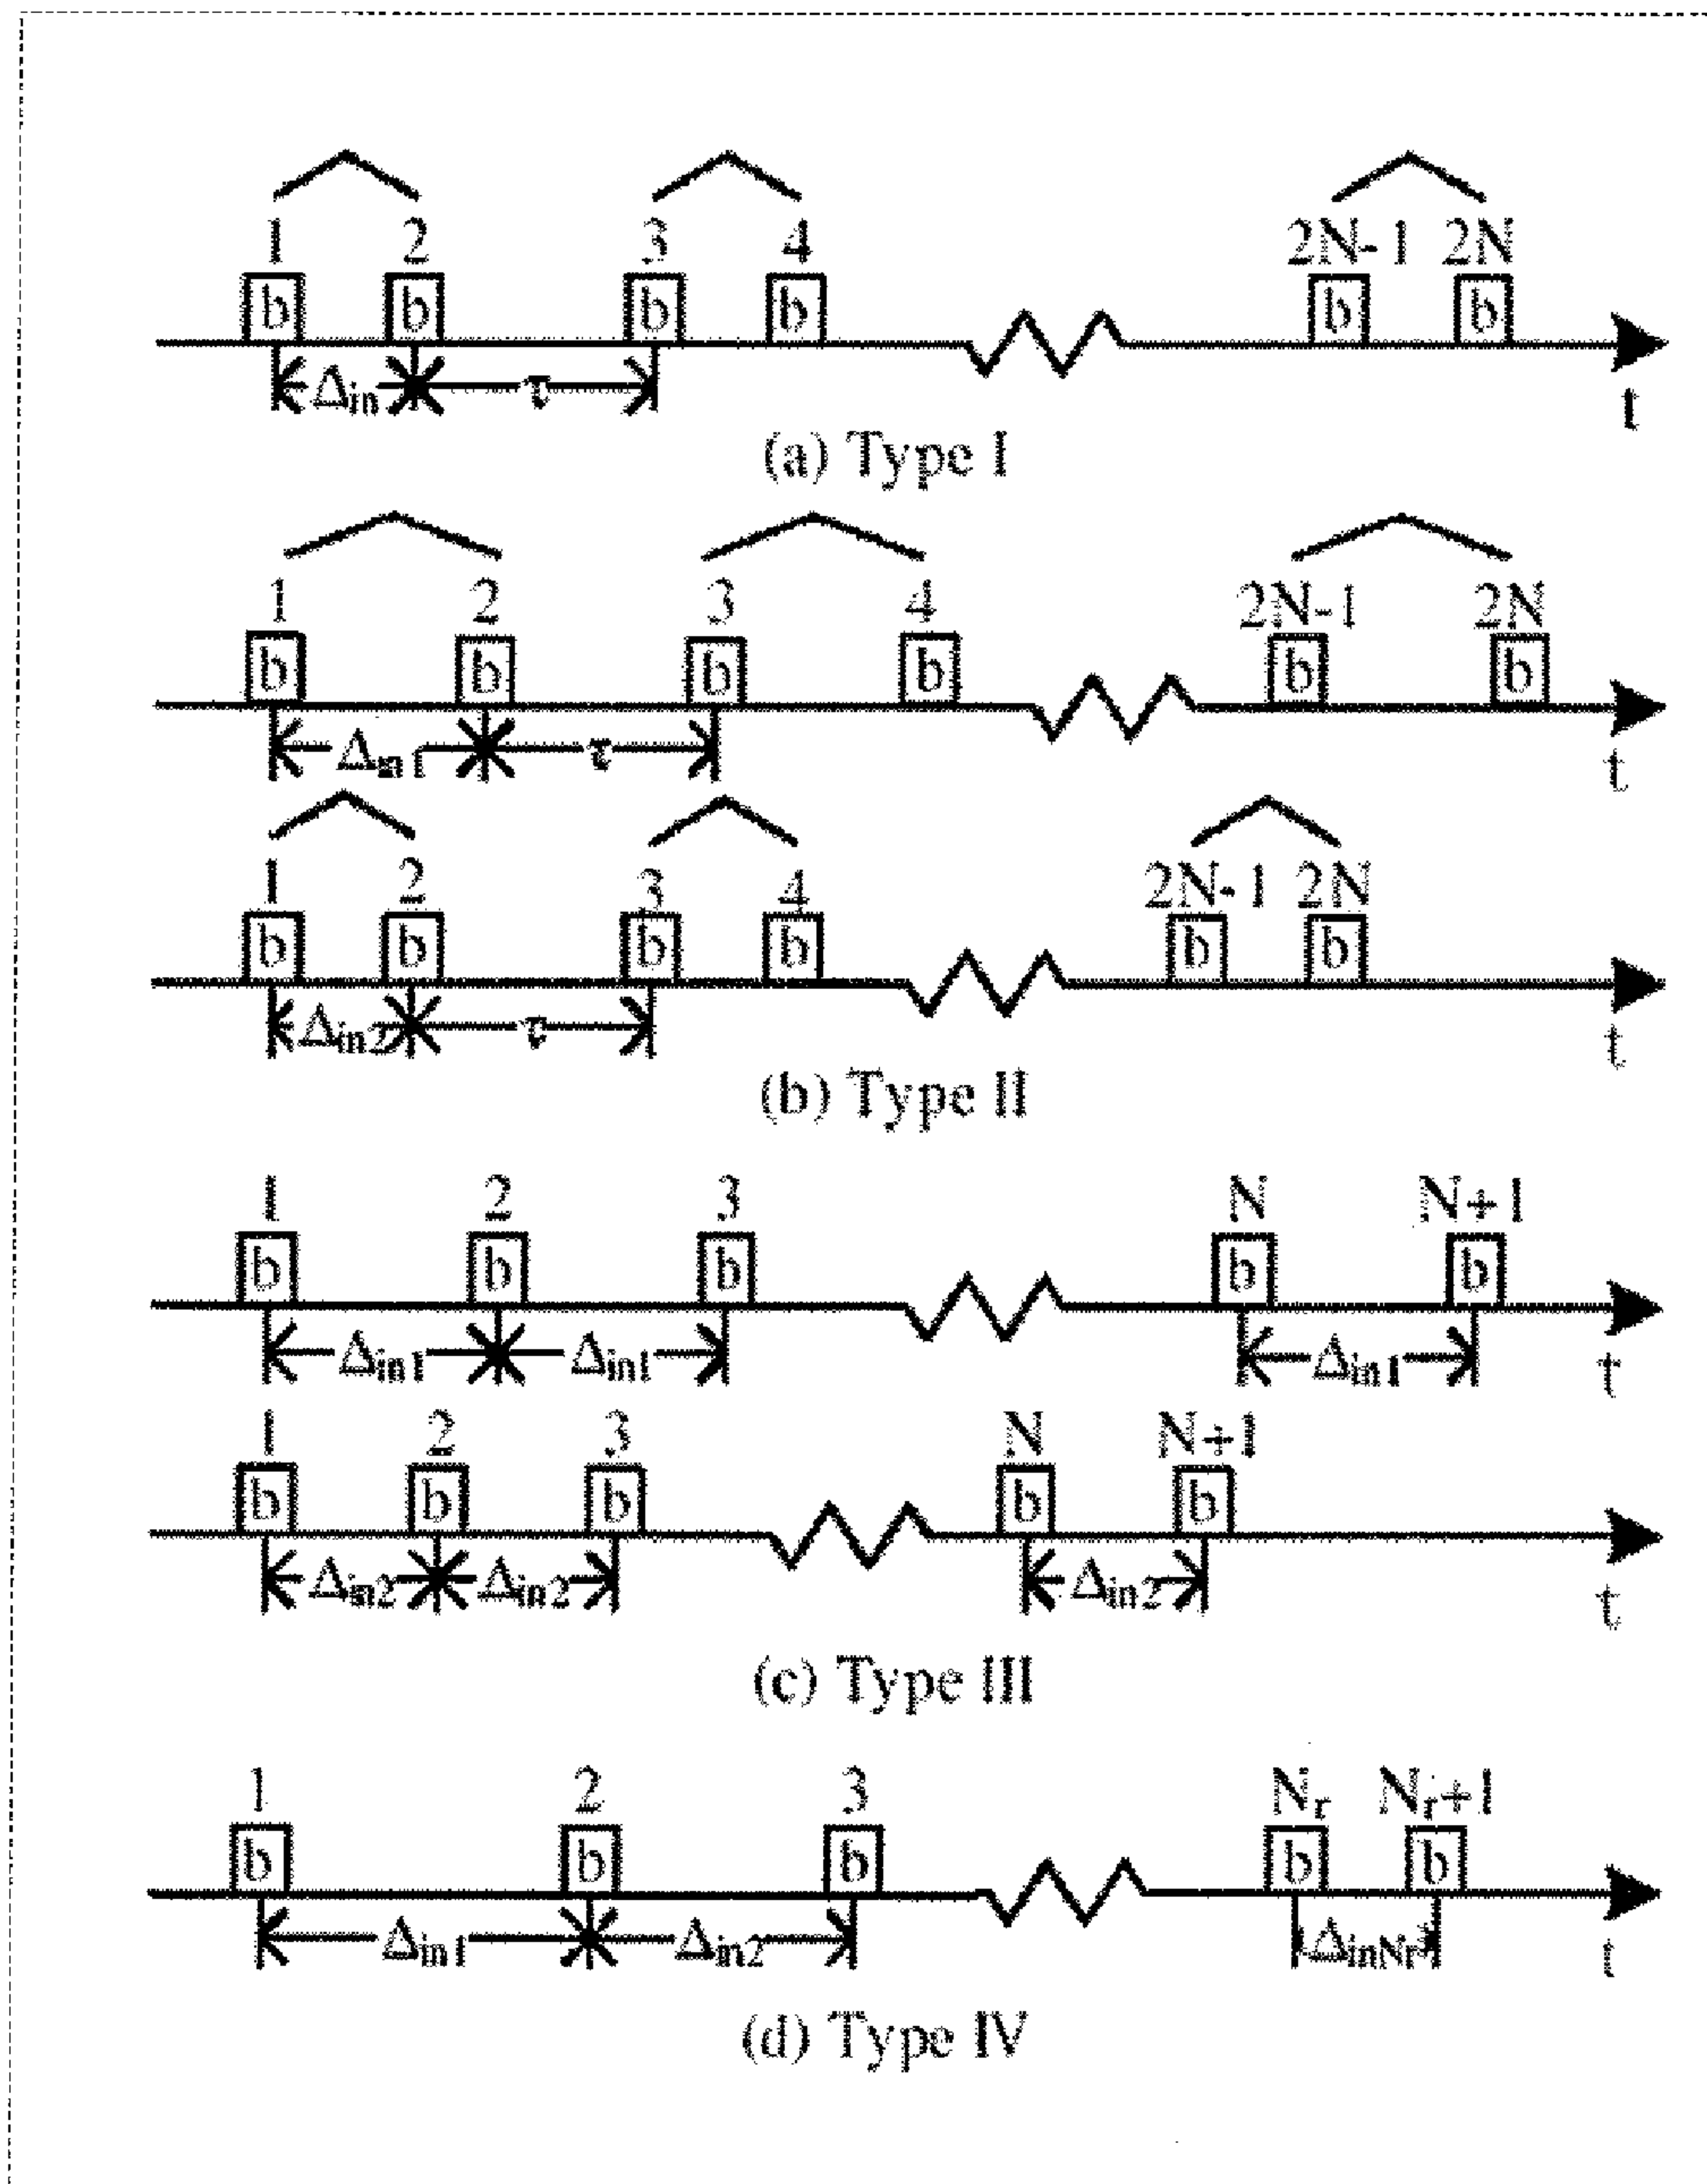 1 2 3 4 2N-1 2N
b b b b b b
Δin τ t
(a) Type I
1 2 3 4 2N-1 2N
b b b b b b
Δin1 τ t
1 2 3 4 2N-1 2N
b b b b b b
Δin2 τ t
(b) Type II
1 2 3 N N+1
b b b b b
Δin1 Δin1 Δin1 t
1 2 3 N N+1
b b b b b
Δin2 Δin2 Δin2 t
(c) Type III
1 2 3 Nr Nr+1
b b b b b
Δin1 Δin2 ΔinNr t
(d) Type IV